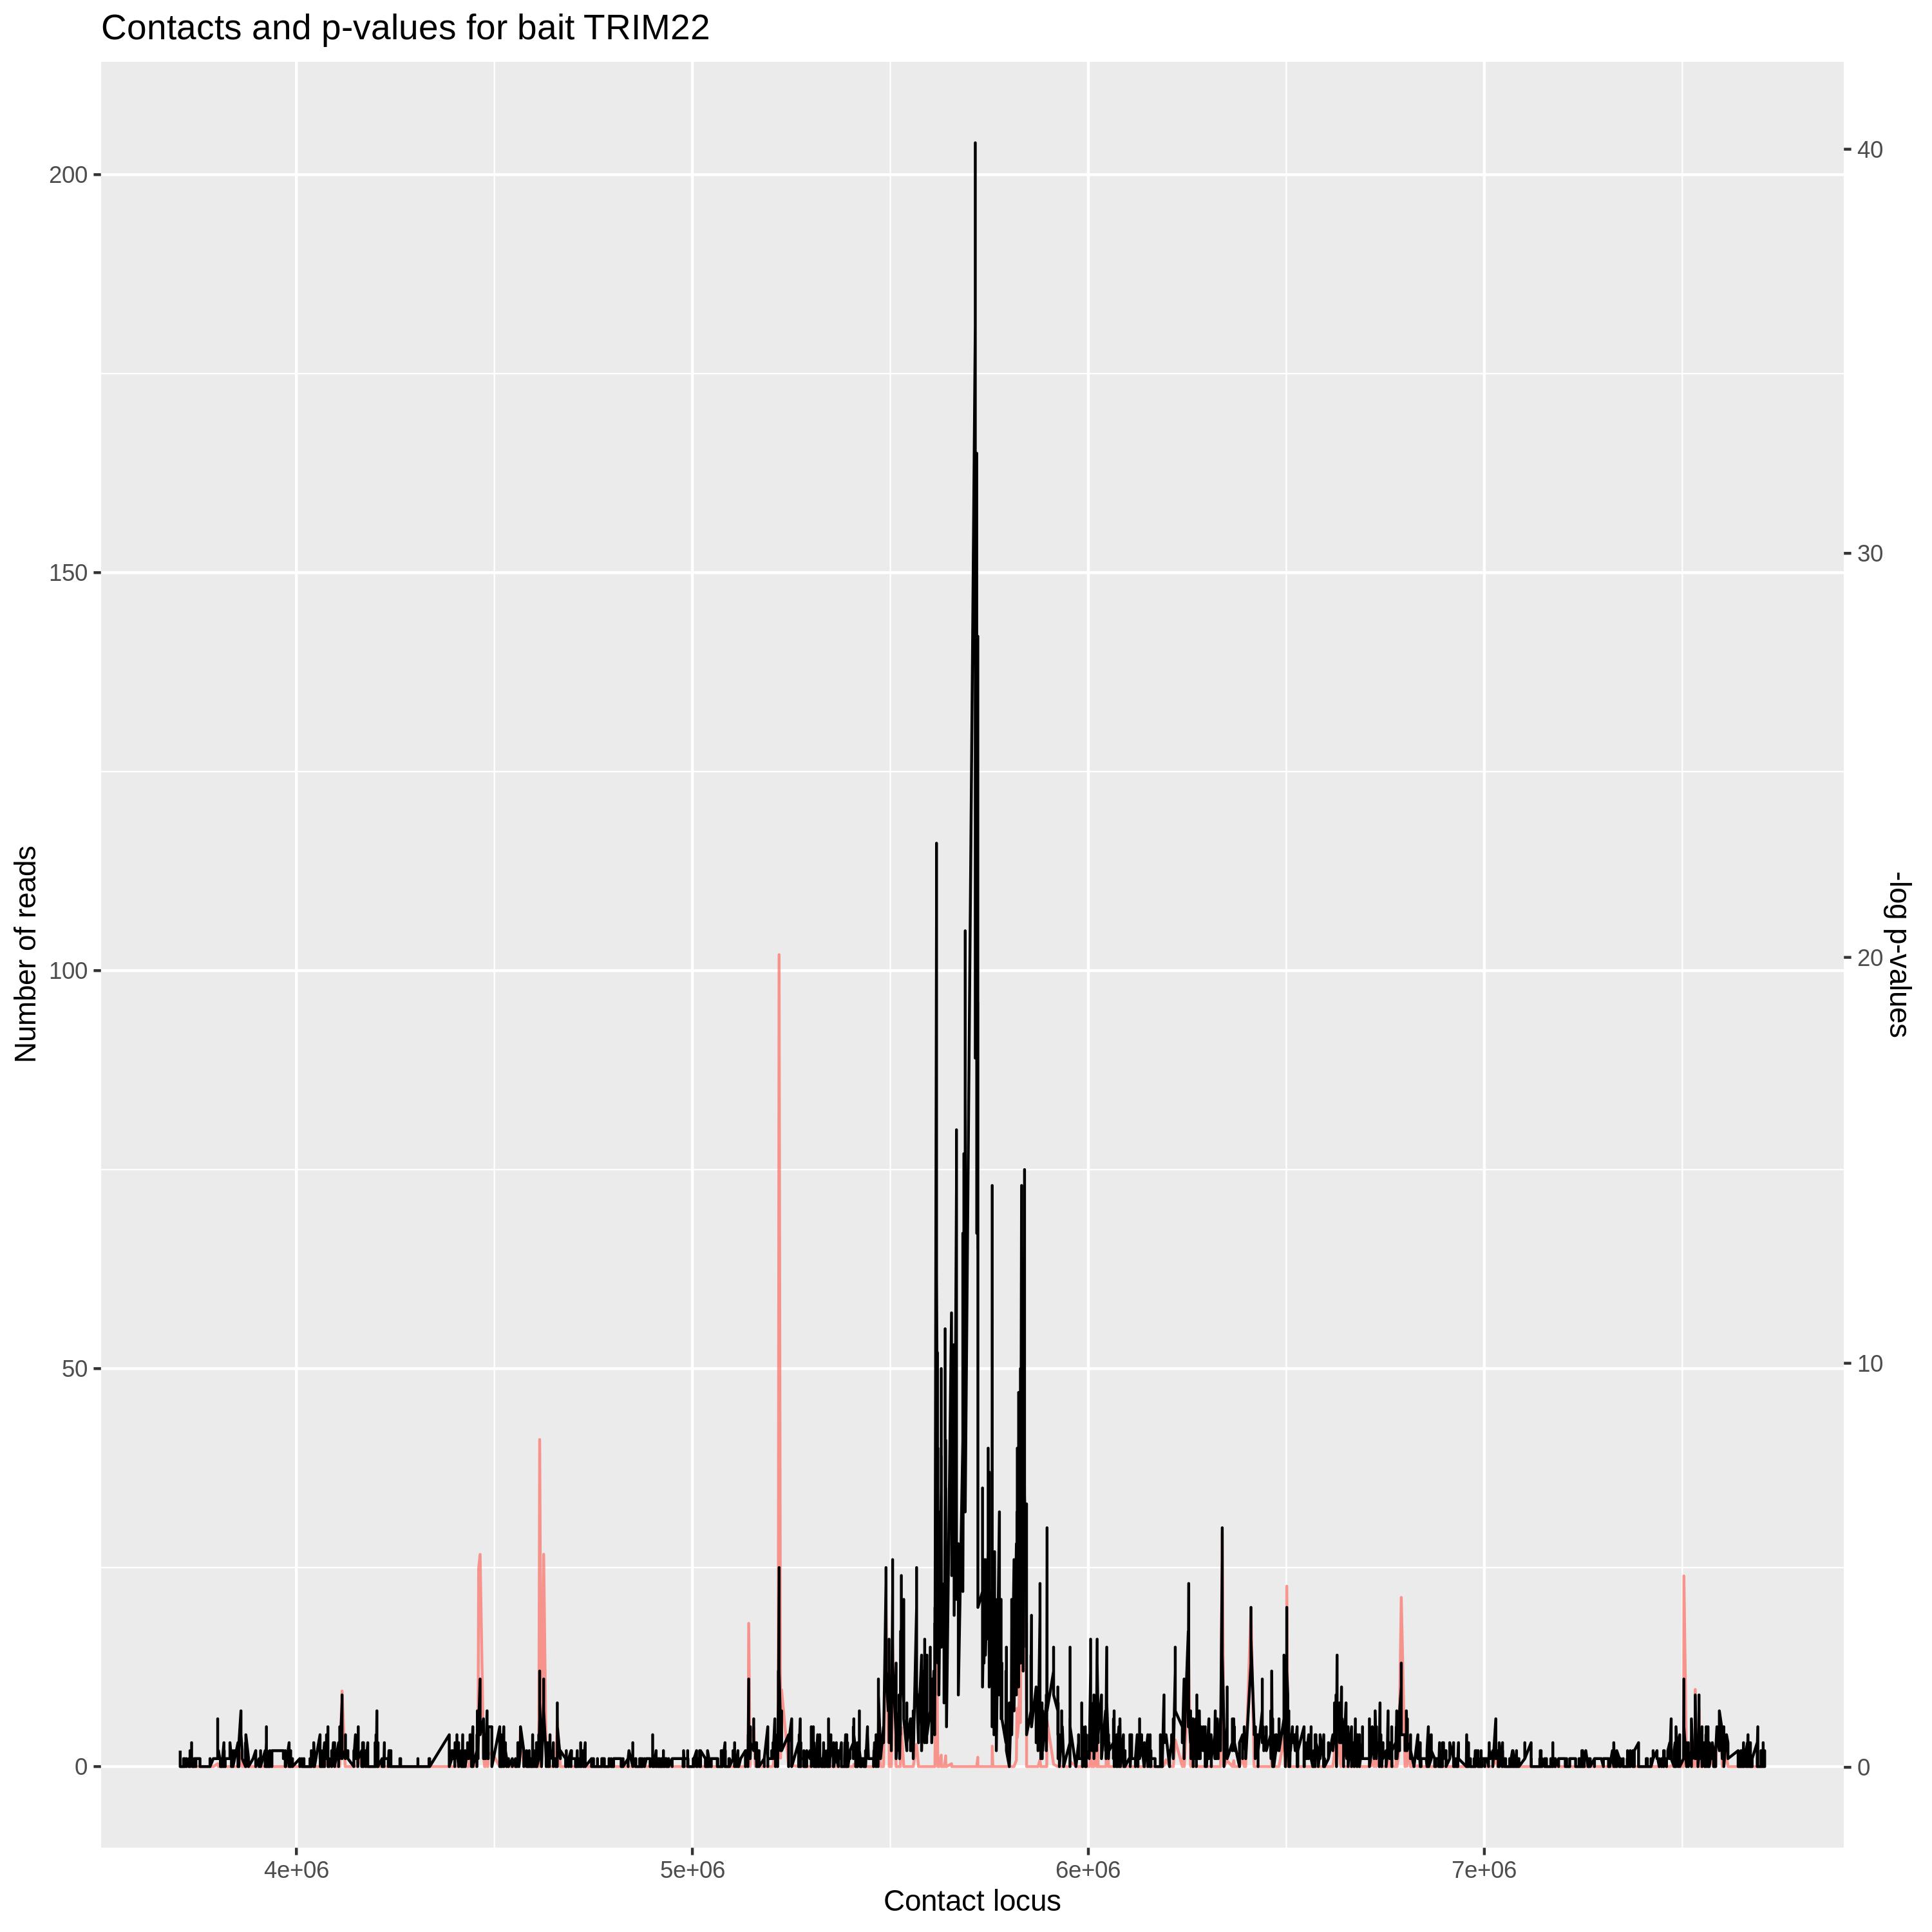 Contacts and p-values for bait TRIM22
200
150
100
50
0
Number of reads
40
30
20
10
0
-log p-values
4e+06
5e+06
6e+06
7e+06
Contact locus